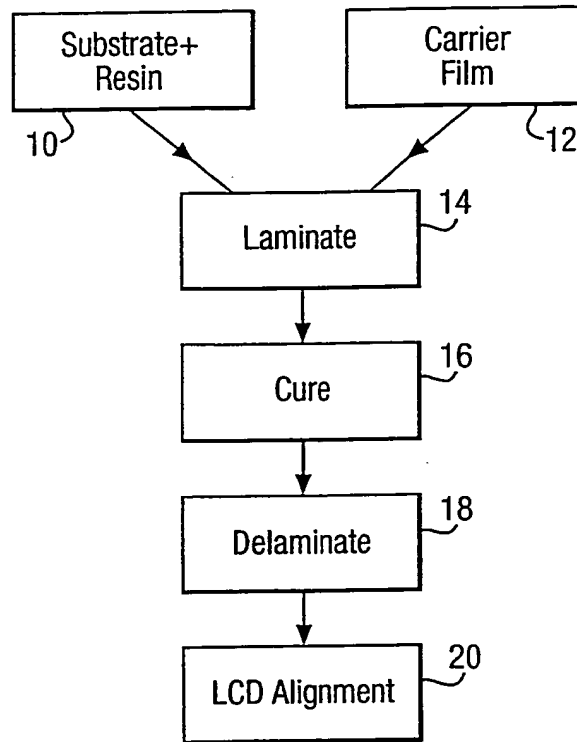 Substrate+
Resin
10
Carrier
Film
12
Laminate
14
Cure
16
Delaminate
18
LCD Alignment
20